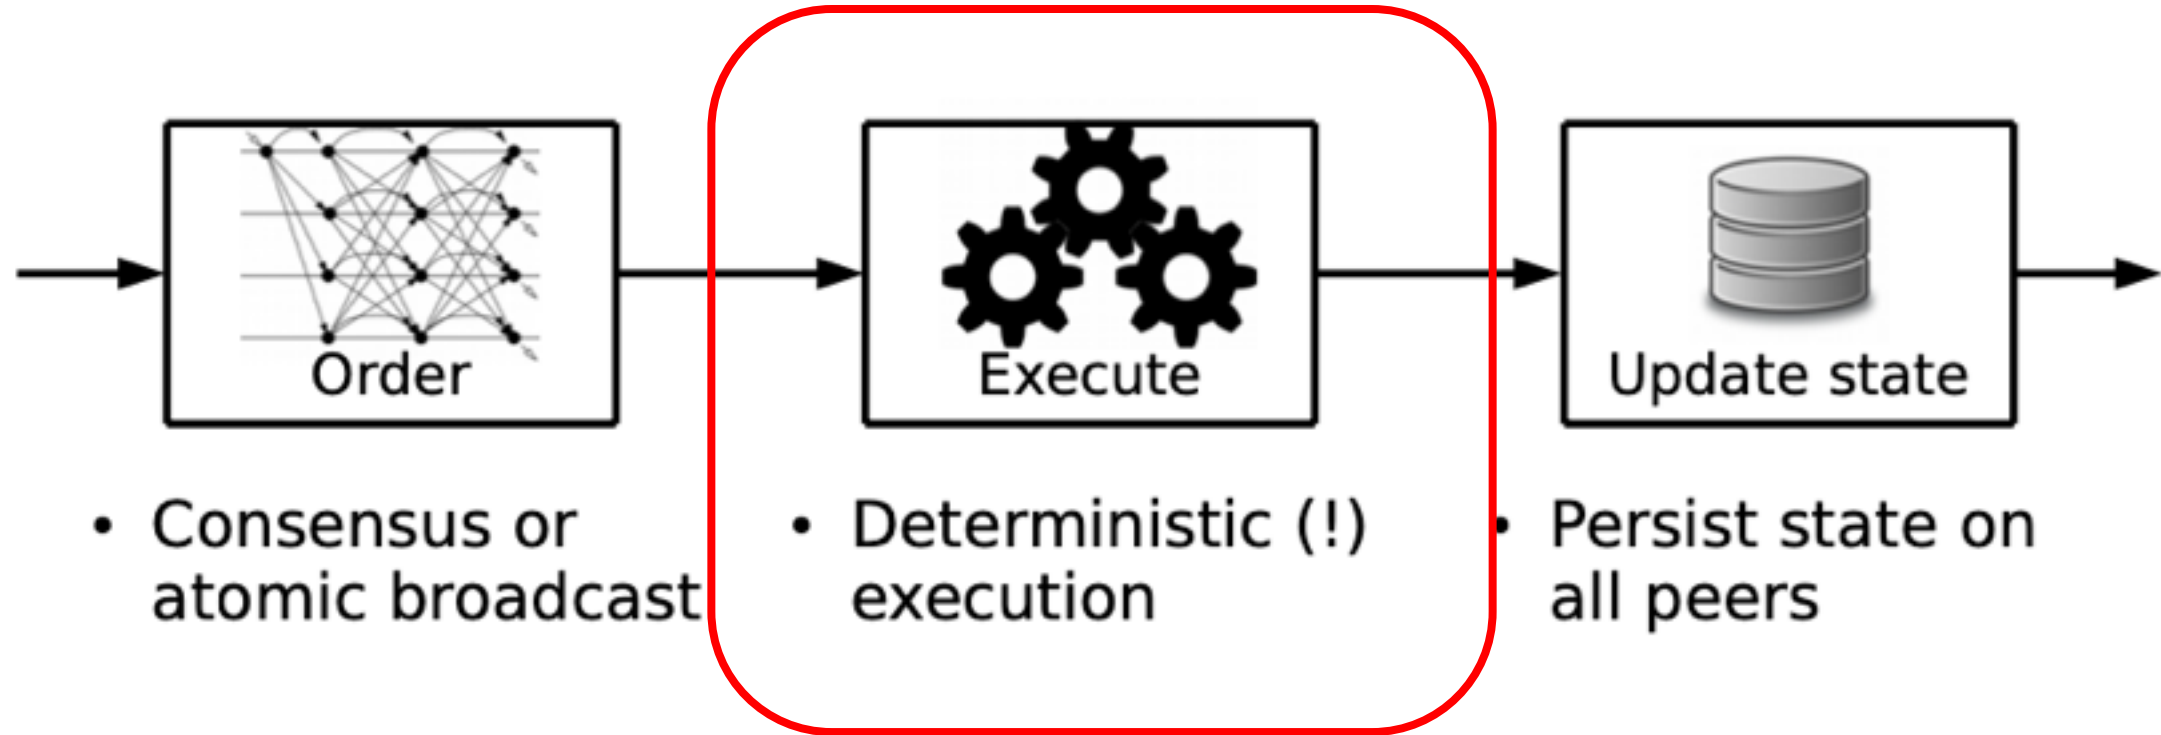 Order
Execute
Update state
• Consensus or
atomic broadcast
• Deterministic (!)
execution
• Persist state on
all peers